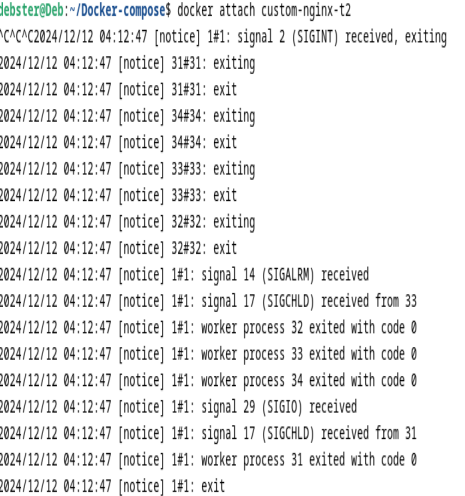 debster@Deb:~/Docker-compose$ docker attach custom-nginx-t2
^C^C^C2024/12/12 04:12:47 [notice] 1#1: signal 2 (SIGINT) received, exiting
2024/12/12 04:12:47 [notice] 31#31: exiting
2024/12/12 04:12:47 [notice] 31#31: exit
2024/12/12 04:12:47 [notice] 34#34: exiting
2024/12/12 04:12:47 [notice] 34#34: exit
2024/12/12 04:12:47 [notice] 33#33: exiting
2024/12/12 04:12:47 [notice] 33#33: exit
2024/12/12 04:12:47 [notice] 32#32: exiting
2024/12/12 04:12:47 [notice] 32#32: exit
2024/12/12 04:12:47 [notice] 1#1: signal 14 (SIGALRM) received
2024/12/12 04:12:47 [notice] 1#1: signal 17 (SIGCHLD) received from 33
2024/12/12 04:12:47 [notice] 1#1: worker process 32 exited with code 0
2024/12/12 04:12:47 [notice] 1#1: worker process 33 exited with code 0
2024/12/12 04:12:47 [notice] 1#1: worker process 34 exited with code 0
2024/12/12 04:12:47 [notice] 1#1: signal 29 (SIGIO) received
2024/12/12 04:12:47 [notice] 1#1: signal 17 (SIGCHLD) received from 31
2024/12/12 04:12:47 [notice] 1#1: worker process 31 exited with code 0
2024/12/12 04:12:47 [notice] 1#1: exit